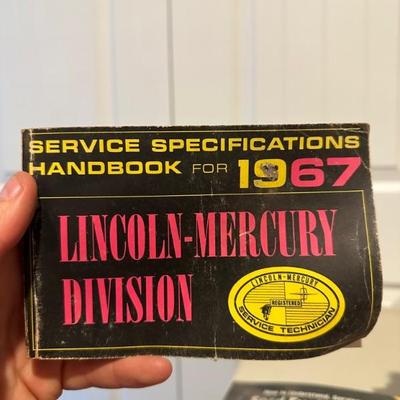 SERVICE SPECIFICATIONS
HANDBOOK FOR 1967
LINCOLN-MERCURY
DIVISION
LINCOLN-MERCURY
REGISTERED
SERVICE TECHNICIAN